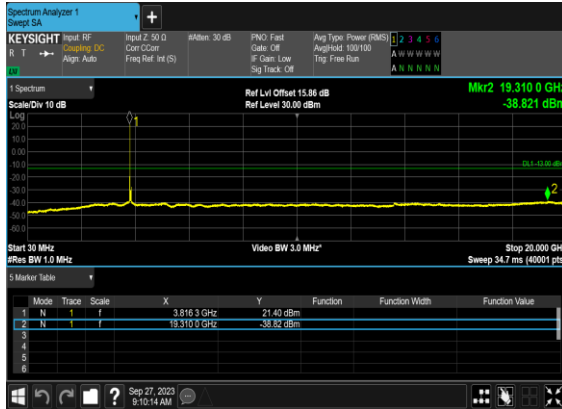 Spectrum Analyzer 1
Swept SA
+
KEYSIGHT Input: RF Input Z: 50 Ω #Atten: 30 dB PNO: Fast Avg Type: Power (RMS) 1 2 3 4 5 6
R T Coupling: DC Corr CCorr Gate: Off Avg|Hold: 100/100 A W W W W W
Align: Auto Freq Ref: Int (S) IF Gain: Low Trig: Free Run
Sig Track: Off A N N N N N
1 Spectrum Ref Lvl Offset 15.86 dB Mkr2 19.310 0 GHz
Scale/Div 10 dB Ref Level 30.00 dBm -38.821 dBm
Log
1
20.0
10.0
0.00
-10.0
DL1 -13.00 dBm
-20.0
-30.0
2
-40.0
-50.0
-60.0
Start 30 MHz Video BW 3.0 MHz* Stop 20.000 GH
#Res BW 1.0 MHz Sweep 34.7 ms (40001 pts
5 Marker Table
Mode Trace Scale X Y Function Function Width Function Value
1 N 1 f 3.816 3 GHz 21.40 dBm
2 N 1 f 19.310 0 GHz -38.82 dBm
3
4
5
6
? Sep 27, 2023
9:10:14 AM